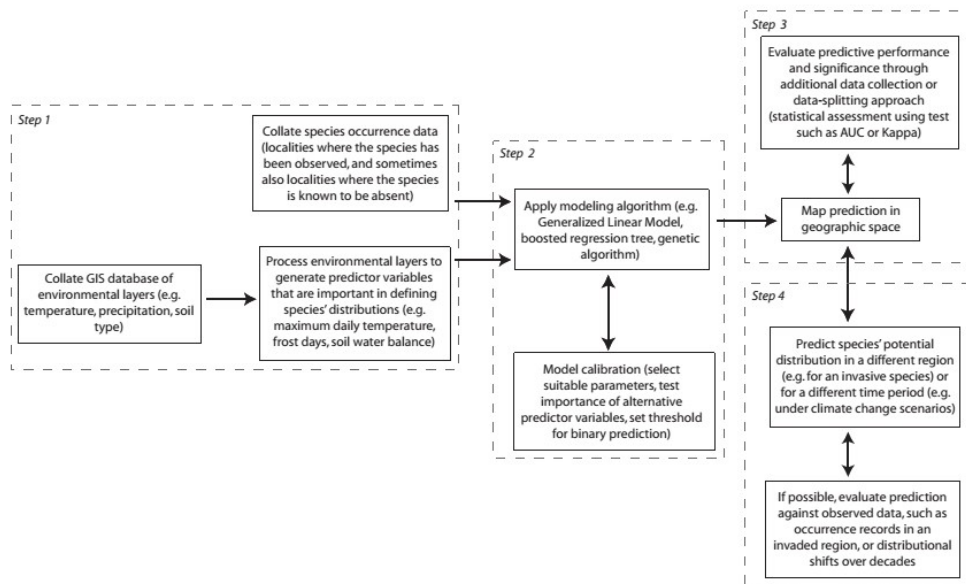 Step 1
Collate species occurrence data
(localities where the species has
been observed, and sometimes
also localities where the species
is known to be absent)
Collate GIS database of
environmental layers (e.g.
temperature, precipitation, soil
type)
Process environmental layers to
generate predictor variables
that are important in defining
species' distributions (e.g.
maximum daily temperature,
frost days, soil water balance)
Step 2
Apply modeling algorithm (e.g.
Generalized Linear Model,
boosted regression tree, genetic
algorithm)
Model calibration (select
suitable parameters, test
importance of alternative
predictor variables, set threshold
for binary prediction)
Step 3
Evaluate predictive performance
and significance through
additional data collection or
data-splitting approach
(statistical assessment using test
such as AUC or Kappa)
Map prediction in
geographic space
Step 4
Predict species' potential
distribution in a different region
(e.g. for an invasive species) or
for a different time period (e.g.
under climate change scenarios)
If possible, evaluate prediction
against observed data, such as
occurrence records in an
invaded region, or distributional
shifts over decades